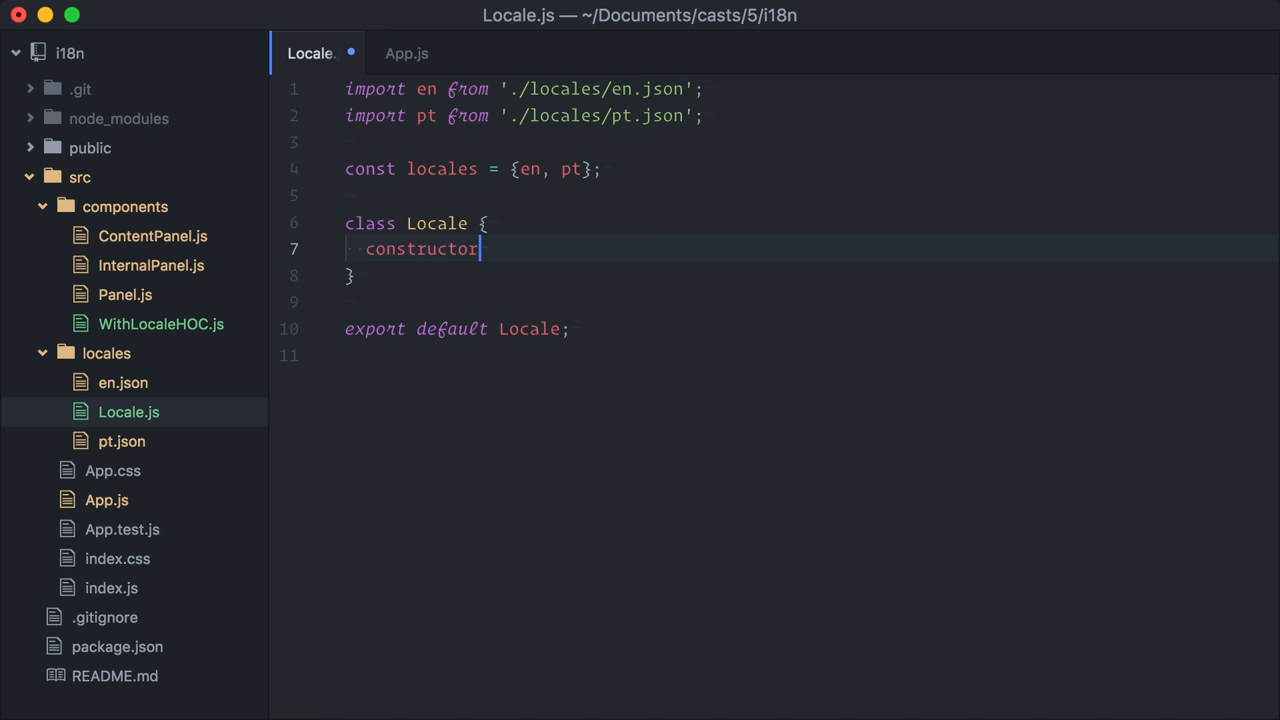 Locale.js — ~/Documents/casts/5/i18n
i18n
.git
node_modules
public
src
components
ContentPanel.js
InternalPanel.js
Panel.js
WithLocaleHOC.js
locales
en.json
Locale.js
pt.json
App.css
App.js
App.test.js
index.css
index.js
.gitignore
package.json
README.md
Locale.
App.js
1 import en from './locales/en.json';
2 import pt from './locales/pt.json';
3
4 const locales = {en, pt};
5
6 class Locale {
7 constructor
8 }
9
10 export default Locale;
11